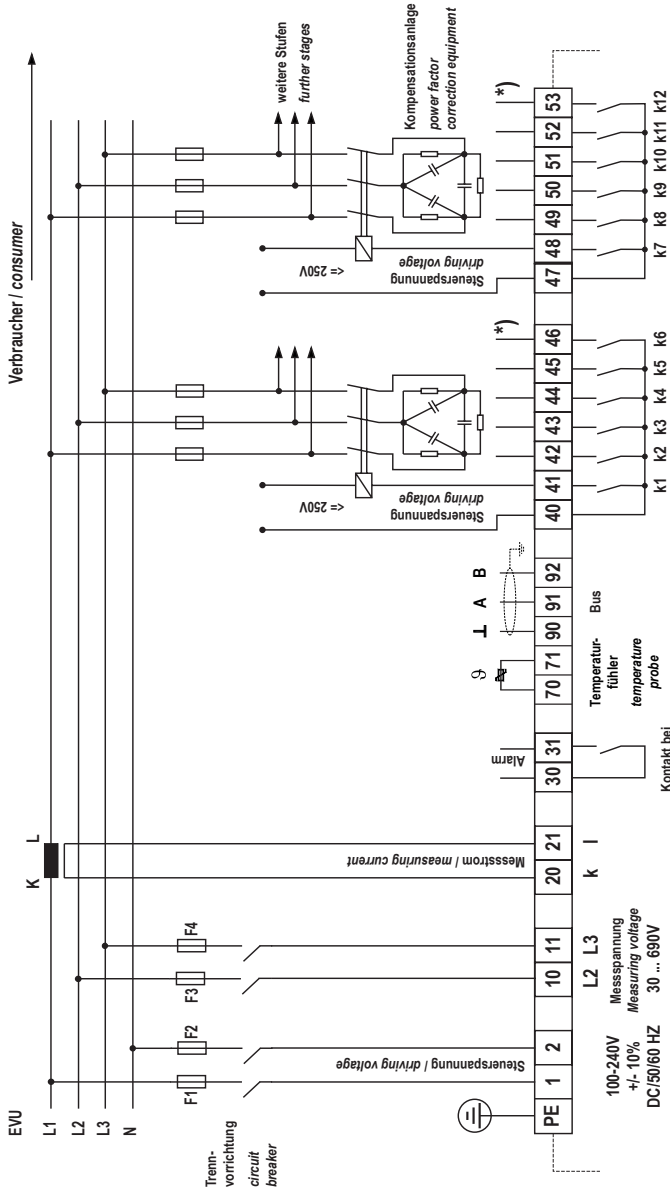 Verbraucher / consumer
EVU
L1
L2
L3
N
K
L
Trenn-
vorrichtung
circuit
breaker
F1
F2
F3
F4
Steuerspannung / driving voltage
Messstrom / measuring current
Alarm
ϑ
⊥
A
B
<= 250V
Steuerspannung
driving voltage
weitere Stufen
further stages
*)
<= 250V
Steuerspannung
driving voltage
weitere Stufen
further stages
Kompensationsanlage
power factor
correction equipment
*)
PE 1 2 10 11 20 21 30 31 70 71 90 91 92 40 41 42 43 44 45 46 47 48 49 50 51 52 53
100-240V
+/- 10%
DC/50/60 HZ
L2 L3
Messspannung
Measuring voltage
30 ... 690V
k l
Kontakt bei
Temperatur-
fühler
temperature
probe
Bus
k1 k2 k3 k4 k5 k6
k7 k8 k9 k10 k11 k12